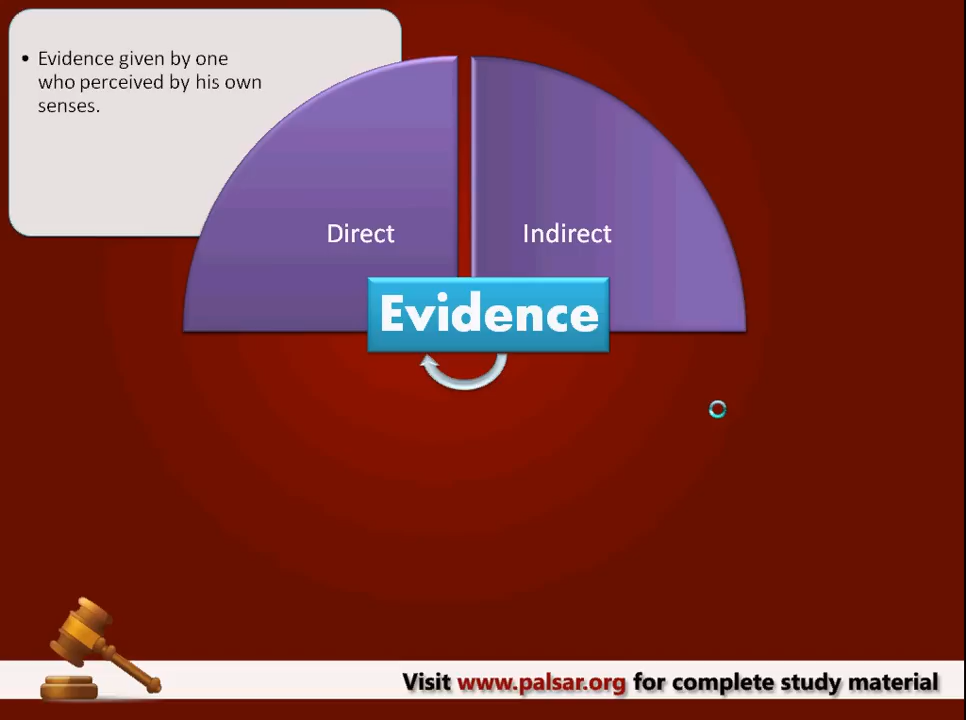 • Evidence given by one
who perceived by his own
senses.
Direct
Indirect
Evidence
Visit www.palsar.org for complete study material